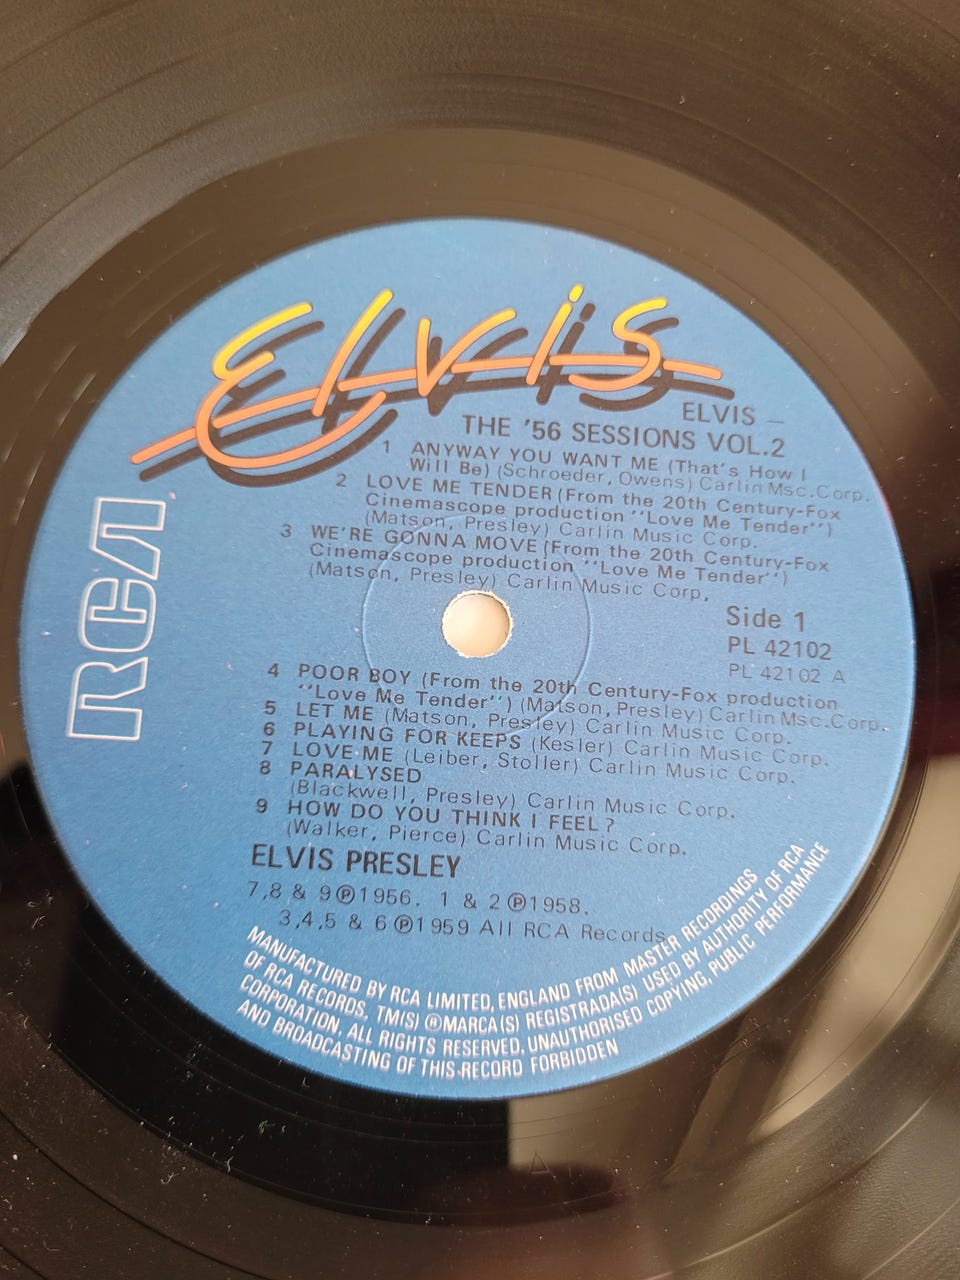 Elvis
ELVIS –
THE '56 SESSIONS VOL.2
1 ANYWAY YOU WANT ME (That's How I
Will Be) (Schroeder, Owens) Carlin Msc.Corp.
2 LOVE ME TENDER (From the 20th Century-Fox
Cinemascope production "Love Me Tender")
(Matson, Presley) Carlin Music Corp.
3 WE'RE GONNA MOVE (From the 20th Century-Fox
Cinemascope production "Love Me Tender")
(Matson, Presley) Carlin Music Corp.
RCA
Side 1
PL 42102
PL 42102 A
4 POOR BOY (From the 20th Century-Fox production
"Love Me Tender") (Matson, Presley) Carlin Msc.Corp.
5 LET ME (Matson, Presley) Carlin Music Corp.
6 PLAYING FOR KEEPS (Kesler) Carlin Music Corp.
7 LOVE ME (Leiber, Stoller) Carlin Music Corp.
8 PARALYSED
(Blackwell, Presley) Carlin Music Corp.
9 HOW DO YOU THINK I FEEL?
(Walker, Pierce) Carlin Music Corp.
ELVIS PRESLEY
7,8 & 9 ℗1956. 1 & 2 ℗1958.
3,4,5 & 6 ℗1959 All RCA Records
MANUFACTURED BY RCA LIMITED, ENGLAND FROM MASTER RECORDINGS
OF RCA RECORDS, TM(S) ®MARCA(S) REGISTRADA(S) USED BY AUTHORITY OF RCA
CORPORATION. ALL RIGHTS RESERVED. UNAUTHORISED COPYING, PUBLIC PERFORMANCE
AND BROADCASTING OF THIS RECORD FORBIDDEN